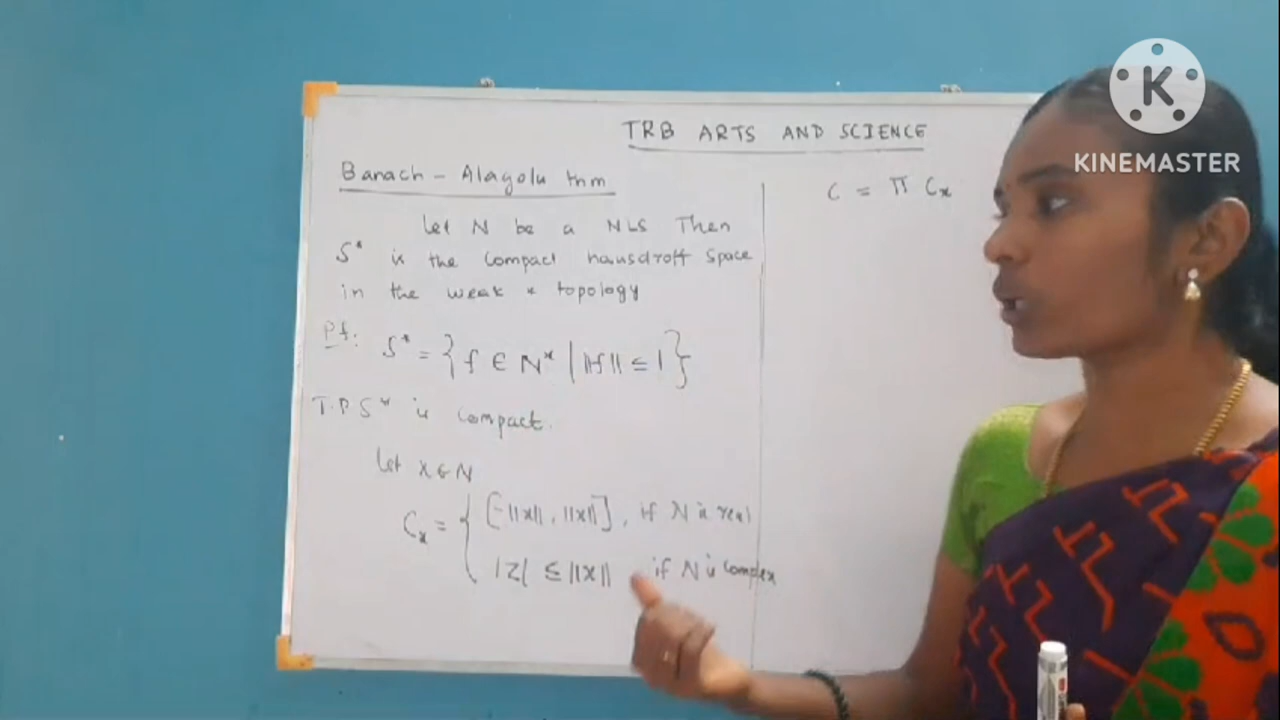 TRB ARTS AND SCIENCE
Banach - Alagolu thm
Let N be a NLS Then
S* is the compact hausdroff space
in the weak * topology
Pf:
S* = { f ∈ N* | ||f|| ≤ 1 }
T.P S* is compact.
Let x ∈ N
Cx = { [-||x||, ||x||], if N is real
|z| ≤ ||x|| if N is complex
C = Π Cx
K
KINEMASTER